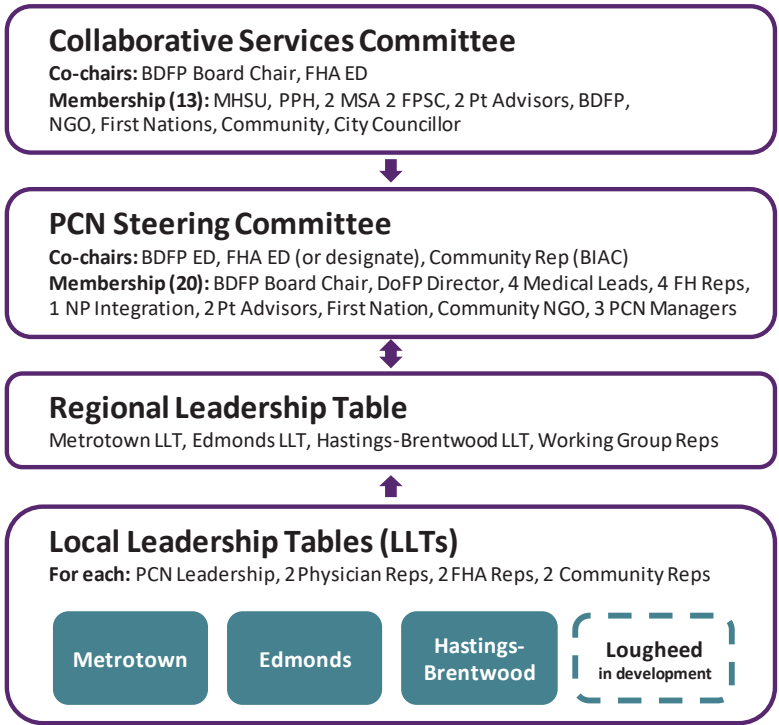 Collaborative Services Committee
Co-chairs: BDFP Board Chair, FHA ED
Membership (13): MHSU, PPH, 2 MSA 2 FPSC, 2 Pt Advisors, BDFP,
NGO, First Nations, Community, City Councillor
PCN Steering Committee
Co-chairs: BDFP ED, FHA ED (or designate), Community Rep (BIAC)
Membership (20): BDFP Board Chair, DoFP Director, 4 Medical Leads, 4 FH Reps,
1 NP Integration, 2 Pt Advisors, First Nation, Community NGO, 3 PCN Managers
Regional Leadership Table
Metrotown LLT, Edmonds LLT, Hastings-Brentwood LLT, Working Group Reps
Local Leadership Tables (LLTs)
For each: PCN Leadership, 2 Physician Reps, 2 FHA Reps, 2 Community Reps
Metrotown
Edmonds
Hastings-
Brentwood
Lougheed
in development